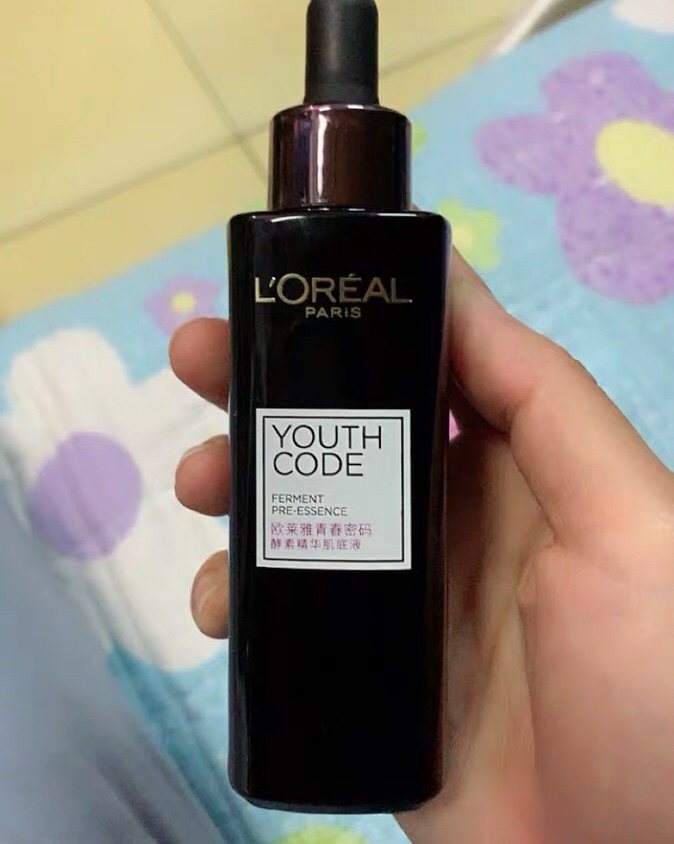 L'ORÉAL
PARIS
YOUTH
CODE
FERMENT
PRE-ESSENCE
欧莱雅青春密码
酵素精华肌底液